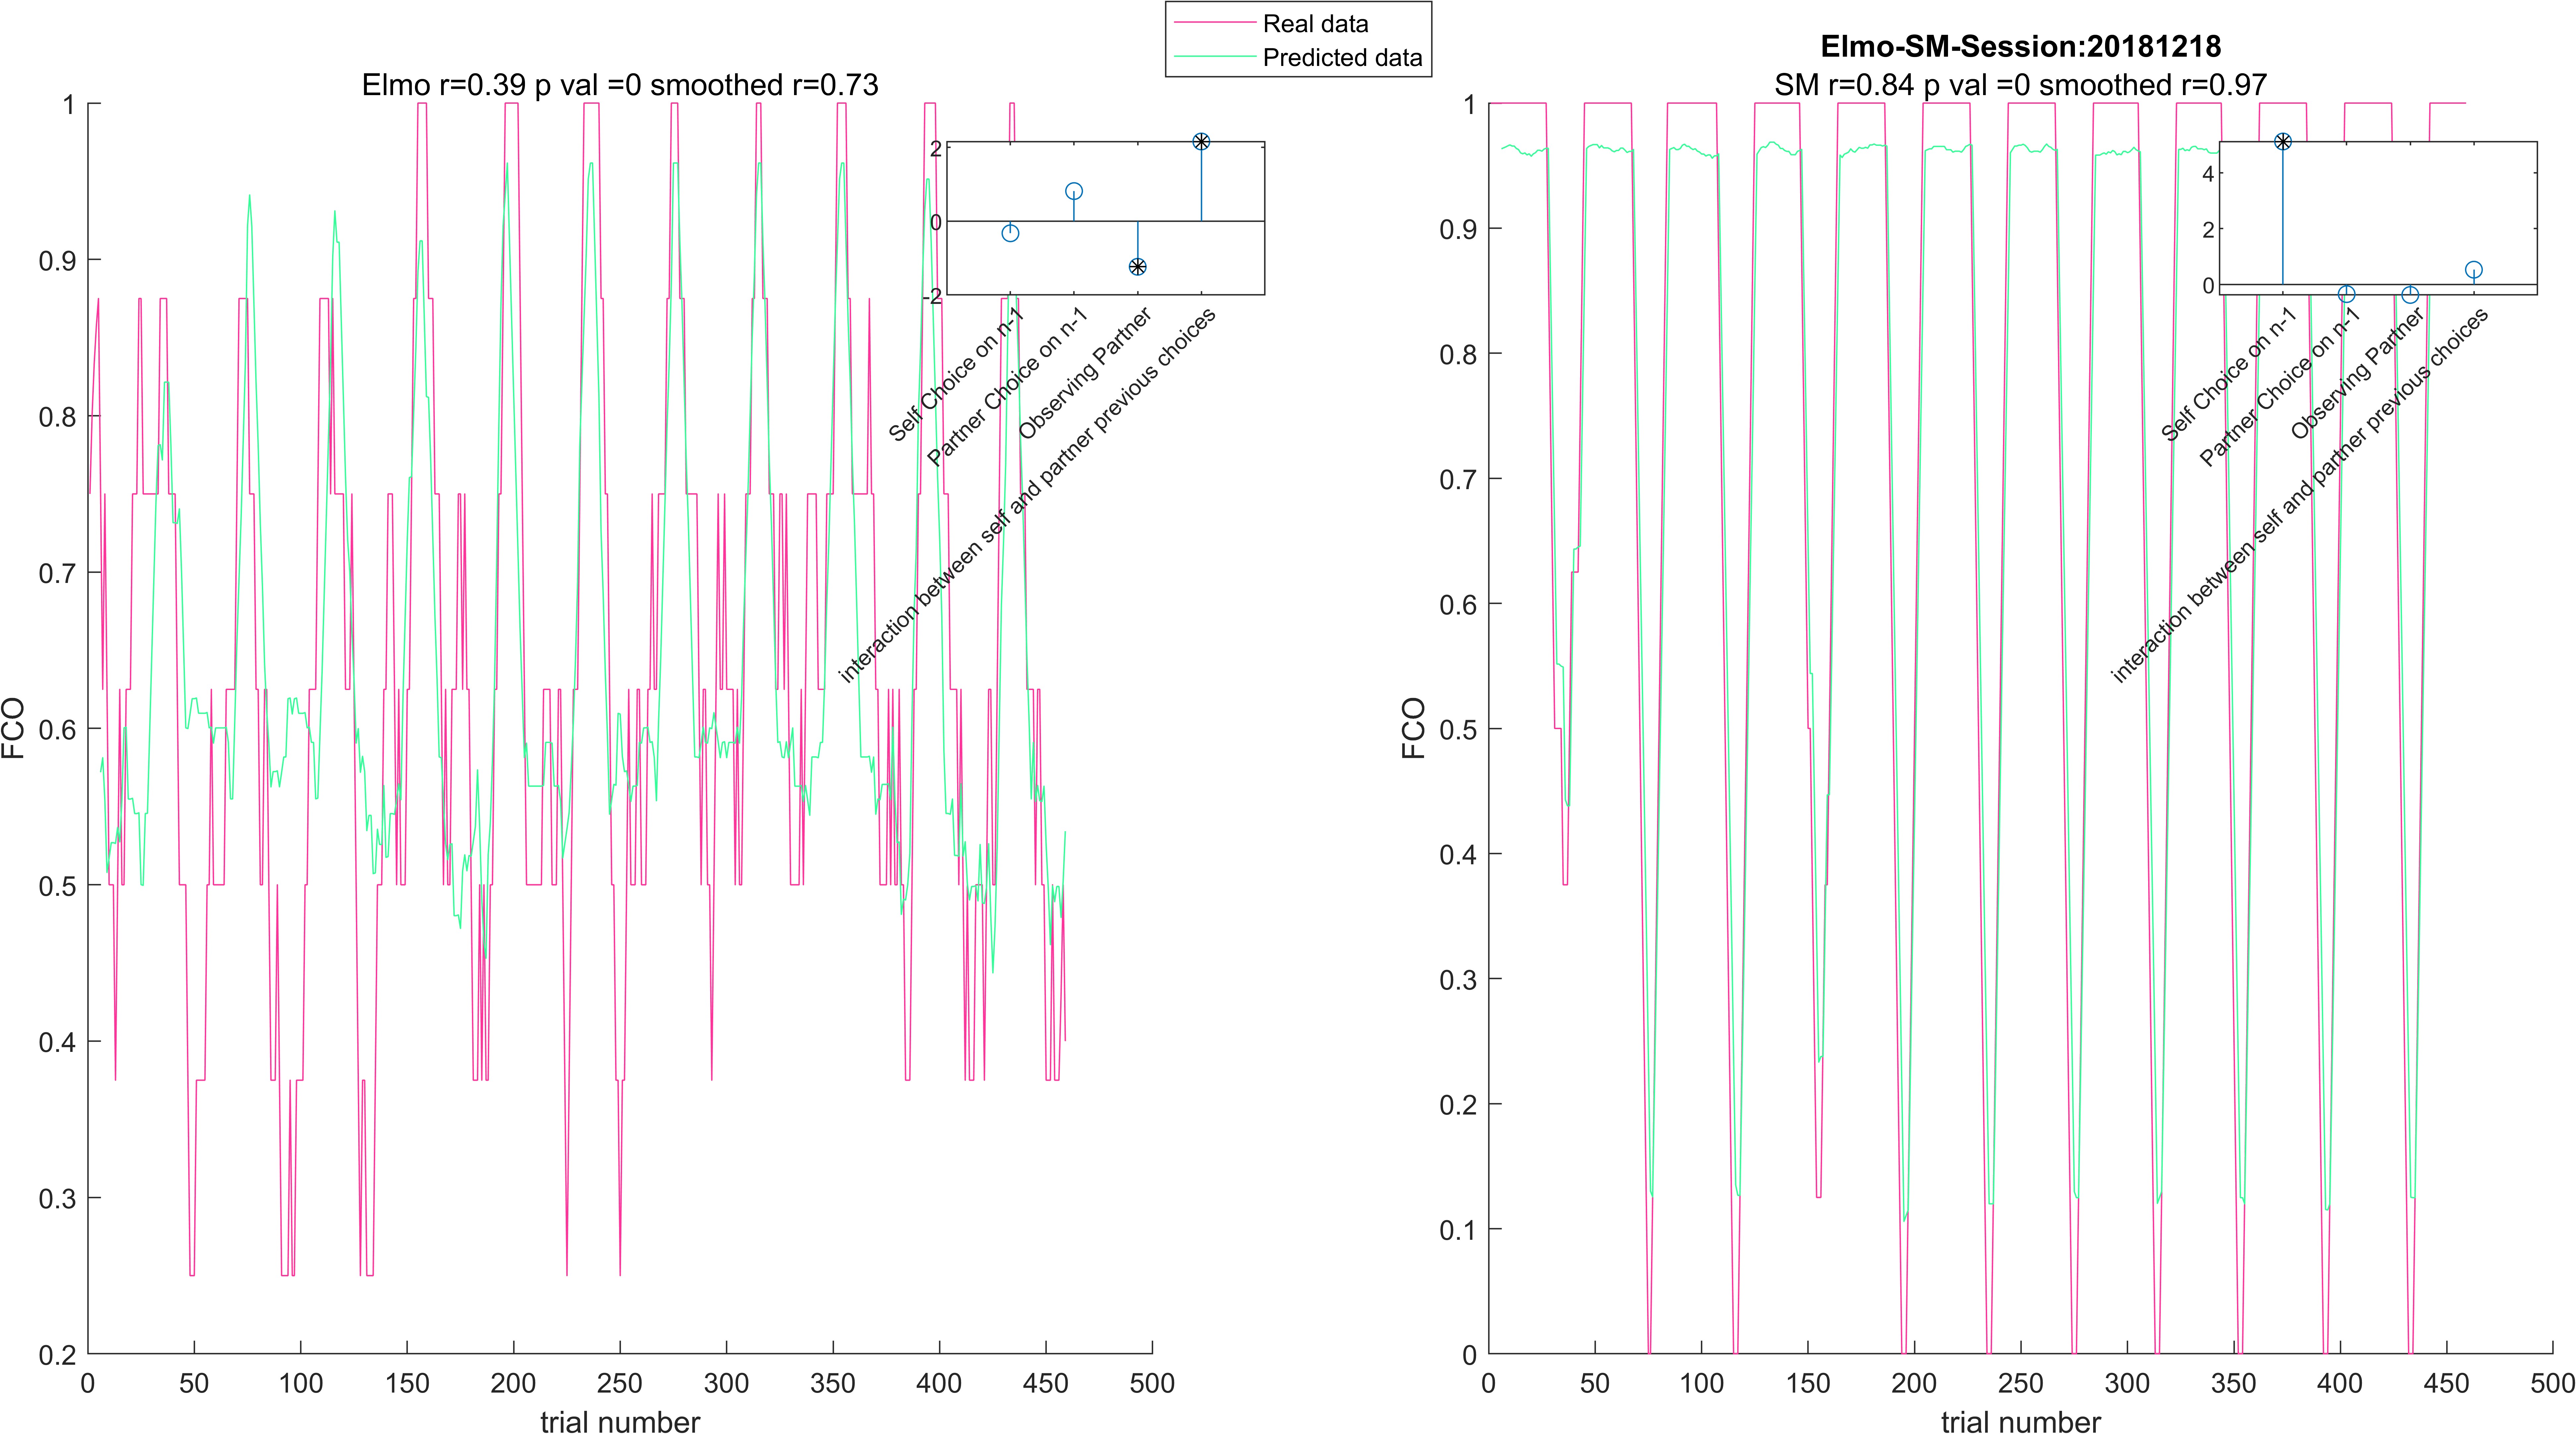 Real data
Predicted data
Elmo r=0.39 p val =0 smoothed r=0.73
1
0.9
0.8
0.7
0.6
0.5
0.4
0.3
0.2
FCO
0
50
100
150
200
250
300
350
400
450
500
trial number
2
0
-2
Self Choice on n-1
Partner Choice on n-1
Observing Partner
interaction between self and partner previous choices
Elmo-SM-Session:20181218
SM r=0.84 p val =0 smoothed r=0.97
1
0.9
0.8
0.7
0.6
0.5
0.4
0.3
0.2
0.1
0
FCO
0
50
100
150
200
250
300
350
400
450
500
trial number
4
2
0
Self Choice on n-1
Partner Choice on n-1
Observing Partner
interaction between self and partner previous choices